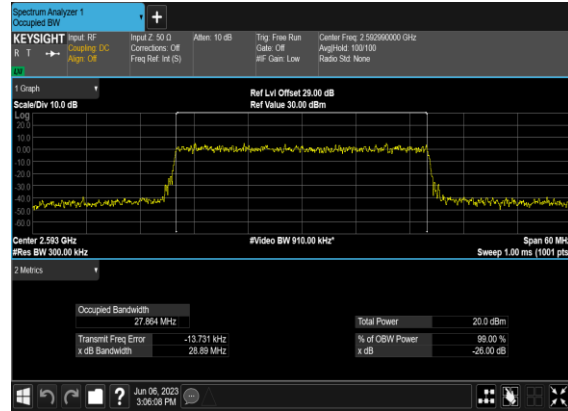 Spectrum Analyzer 1
Occupied BW
KEYSIGHT Input: RF Input Z: 50 Ω Atten: 10 dB Trig: Free Run Center Freq: 2.592990000 GHz
R T Coupling: DC Corrections: Off Gate: Off Avg|Hold: 100/100
Align: Off Freq Ref: Int (S) #IF Gain: Low Radio Std: None
LW
1 Graph Ref Lvl Offset 29.00 dB
Scale/Div 10.0 dB Ref Value 30.00 dBm
Log
20.0
10.0
0.00
-10.0
-20.0
-30.0
-40.0
-50.0
-60.0
Center 2.593 GHz #Video BW 910.00 kHz* Span 60 MHz
#Res BW 300.00 kHz Sweep 1.00 ms (1001 pts
2 Metrics
Occupied Bandwidth
27.864 MHz Total Power 20.0 dBm
Transmit Freq Error -13.731 kHz % of OBW Power 99.00 %
x dB Bandwidth 28.89 MHz x dB -26.00 dB
? Jun 06, 2023
3:06:08 PM